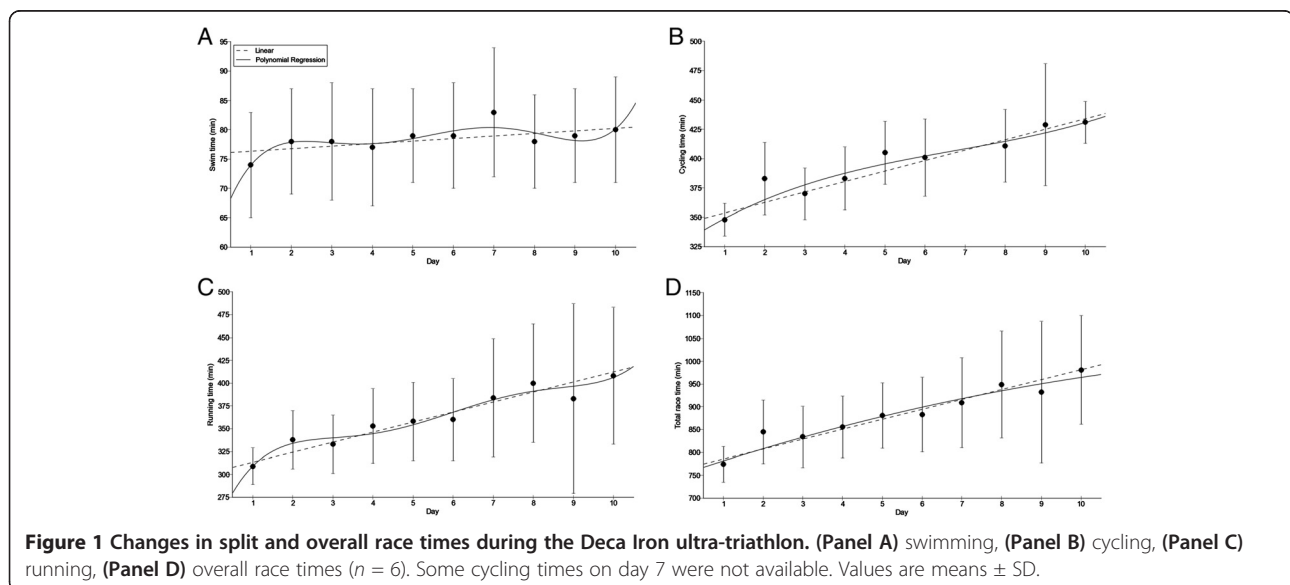 A
Linear
Polynomial Regression
95
90
85
80
75
70
65
60
Swim time (min)
1 2 3 4 5 6 7 8 9 10
Day
B
500
475
450
425
400
375
350
325
Cycling time (min)
1 2 3 4 5 6 7 8 9 10
Day
C
500
475
450
425
400
375
350
325
300
275
Running time (min)
1 2 3 4 5 6 7 8 9 10
Day
D
1150
1100
1050
1000
950
900
850
800
750
700
Total race time (min)
1 2 3 4 5 6 7 8 9 10
Day
Figure 1 Changes in split and overall race times during the Deca Iron ultra-triathlon. (Panel A) swimming, (Panel B) cycling, (Panel C)
running, (Panel D) overall race times (n = 6). Some cycling times on day 7 were not available. Values are means ± SD.